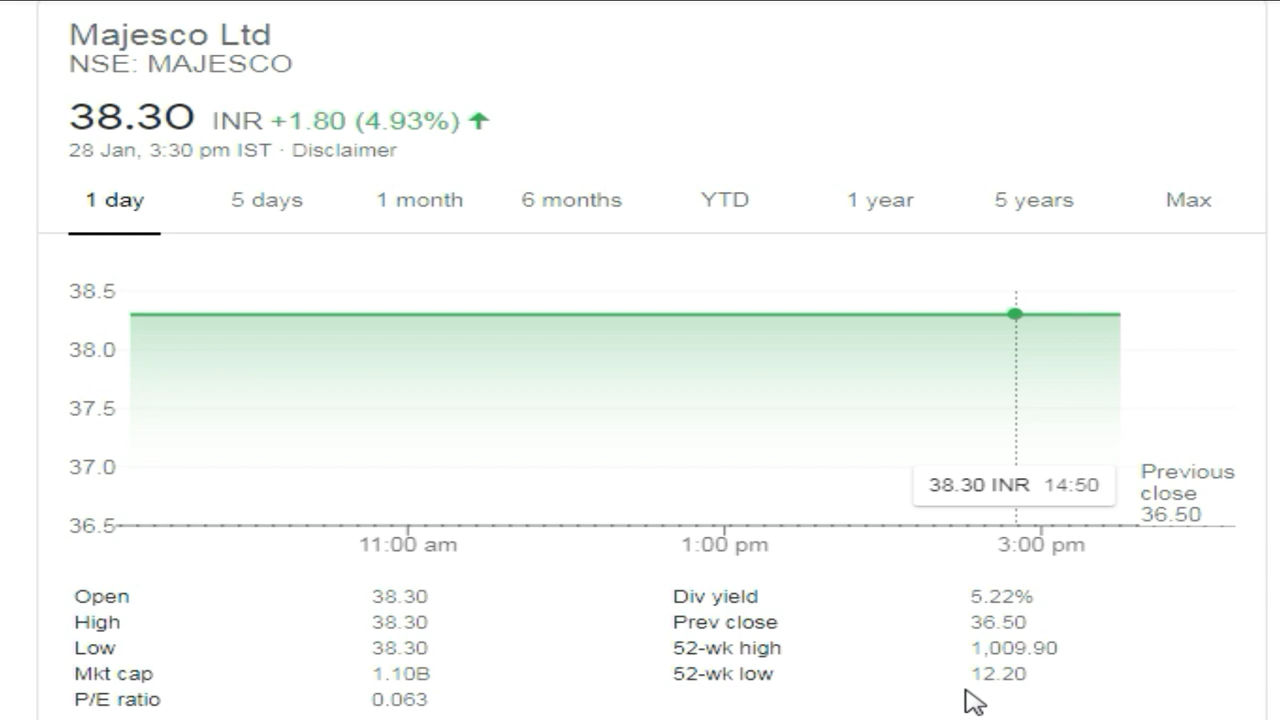 Majesco Ltd
NSE: MAJESCO
38.30 INR +1.80 (4.93%) ↑
28 Jan, 3:30 pm IST · Disclaimer
1 day 5 days 1 month 6 months YTD 1 year 5 years Max
38.5
38.0
37.5
37.0
36.5
38.30 INR 14:50
Previous
close
36.50
11:00 am 1:00 pm 3:00 pm
Open 38.30 Div yield 5.22%
High 38.30 Prev close 36.50
Low 38.30 52-wk high 1,009.90
Mkt cap 1.10B 52-wk low 12.20
P/E ratio 0.063